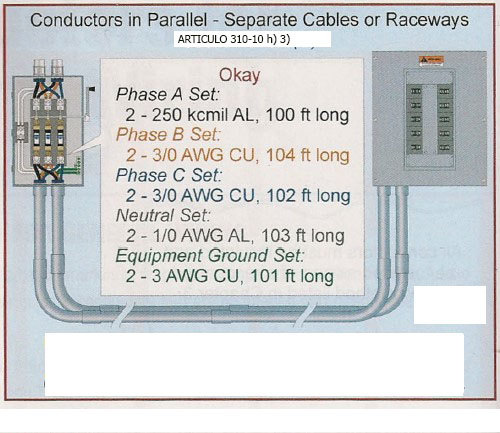 Conductors in Parallel - Separate Cables or Raceways
ARTICULO 310-10 h) 3)
Okay
Phase A Set:
2 - 250 kcmil AL, 100 ft long
Phase B Set:
2 - 3/0 AWG CU, 104 ft long
Phase C Set:
2 - 3/0 AWG CU, 102 ft long
Neutral Set:
2 - 1/0 AWG AL, 103 ft long
Equipment Ground Set:
2 - 3 AWG CU, 101 ft long